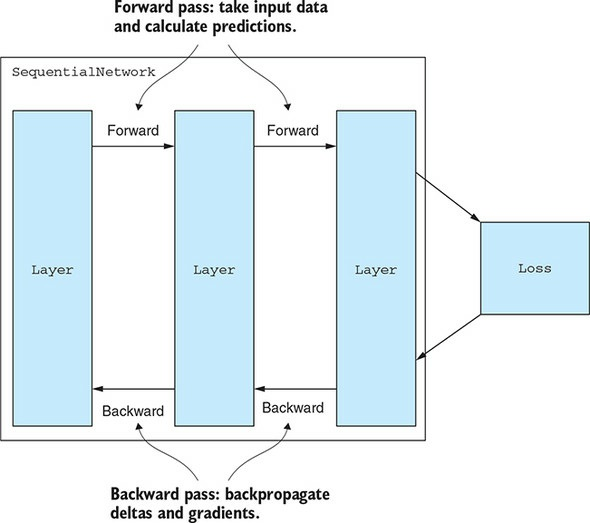 Forward pass: take input data
and calculate predictions.
SequentialNetwork
Forward
Forward
Layer
Layer
Layer
Loss
Backward
Backward
Backward pass: backpropagate
deltas and gradients.